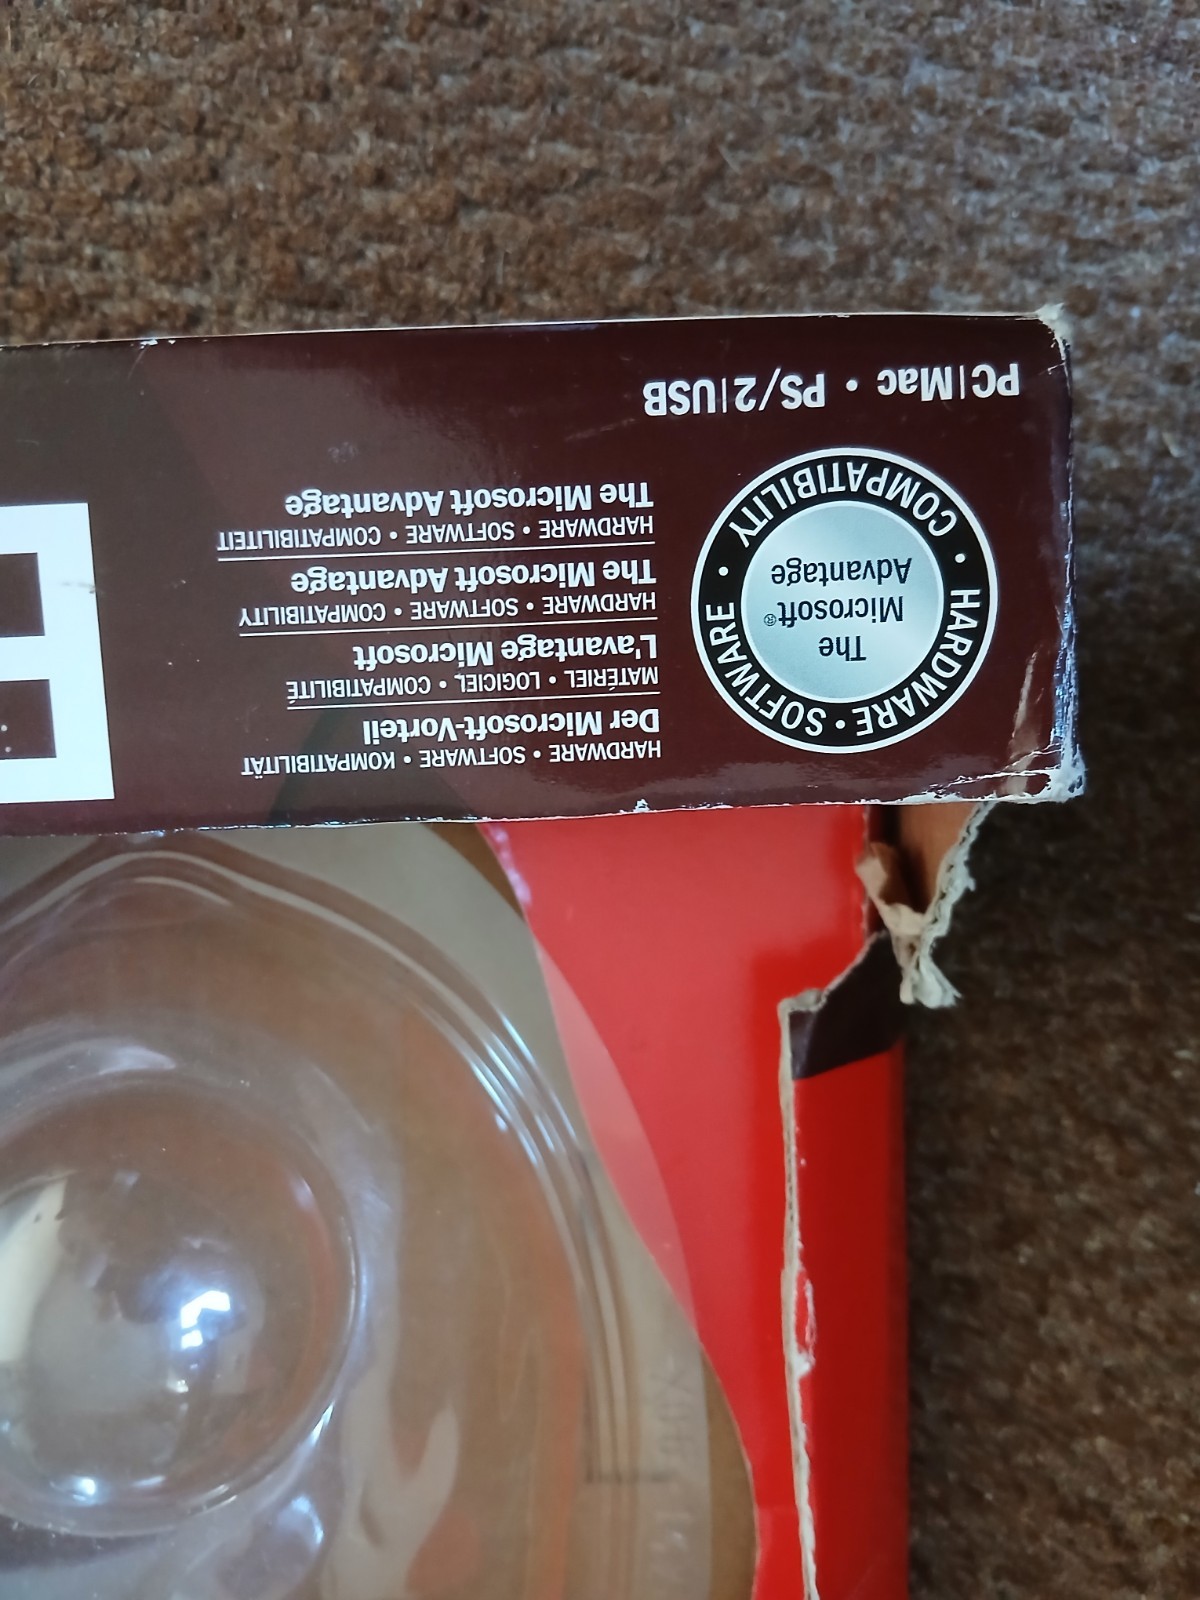 HARDWARE • SOFTWARE • COMPATIBILITY •
The
Microsoft®
Advantage
HARDWARE • SOFTWARE • KOMPATIBILITÄT
Der Microsoft-Vorteil
MATÉRIEL • LOGICIEL • COMPATIBILITÉ
L'avantage Microsoft
HARDWARE • SOFTWARE • COMPATIBILITY
The Microsoft Advantage
HARDWARE • SOFTWARE • COMPATIBILITEIT
The Microsoft Advantage
PC|Mac • PS/2|USB